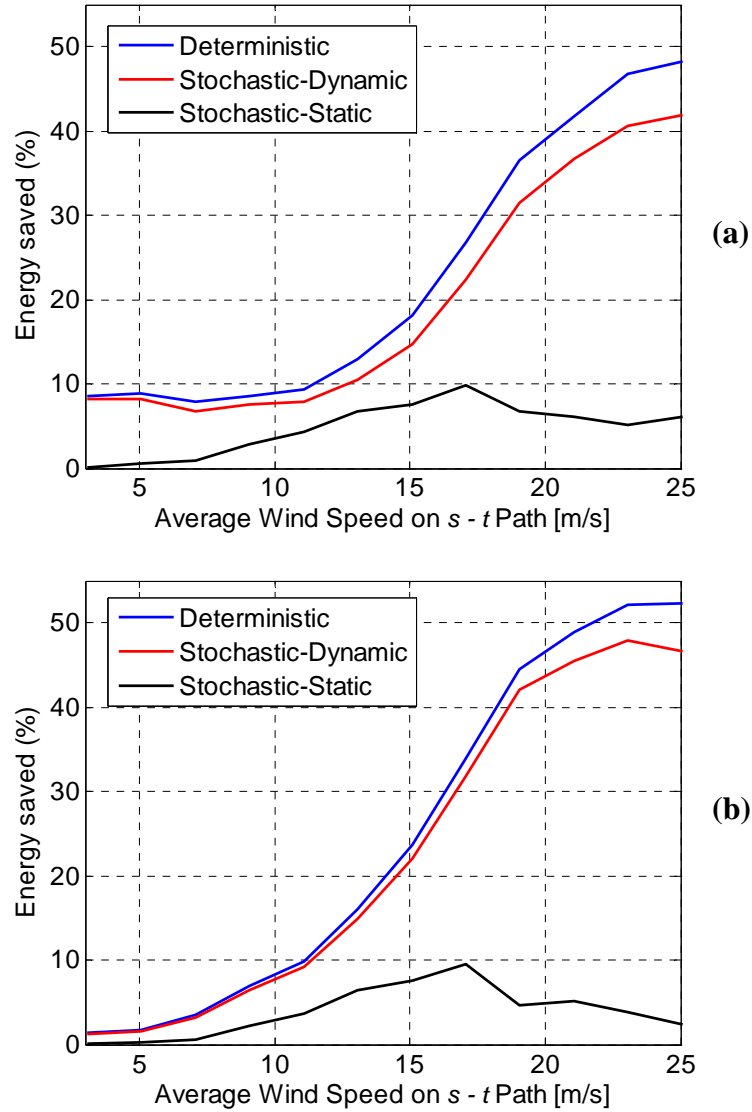 50
40
30
20
10
0
Energy saved (%)
Deterministic
Stochastic-Dynamic
Stochastic-Static
5 10 15 20 25
Average Wind Speed on s - t Path [m/s]
(a)
50
40
30
20
10
0
Energy saved (%)
Deterministic
Stochastic-Dynamic
Stochastic-Static
5 10 15 20 25
Average Wind Speed on s - t Path [m/s]
(b)